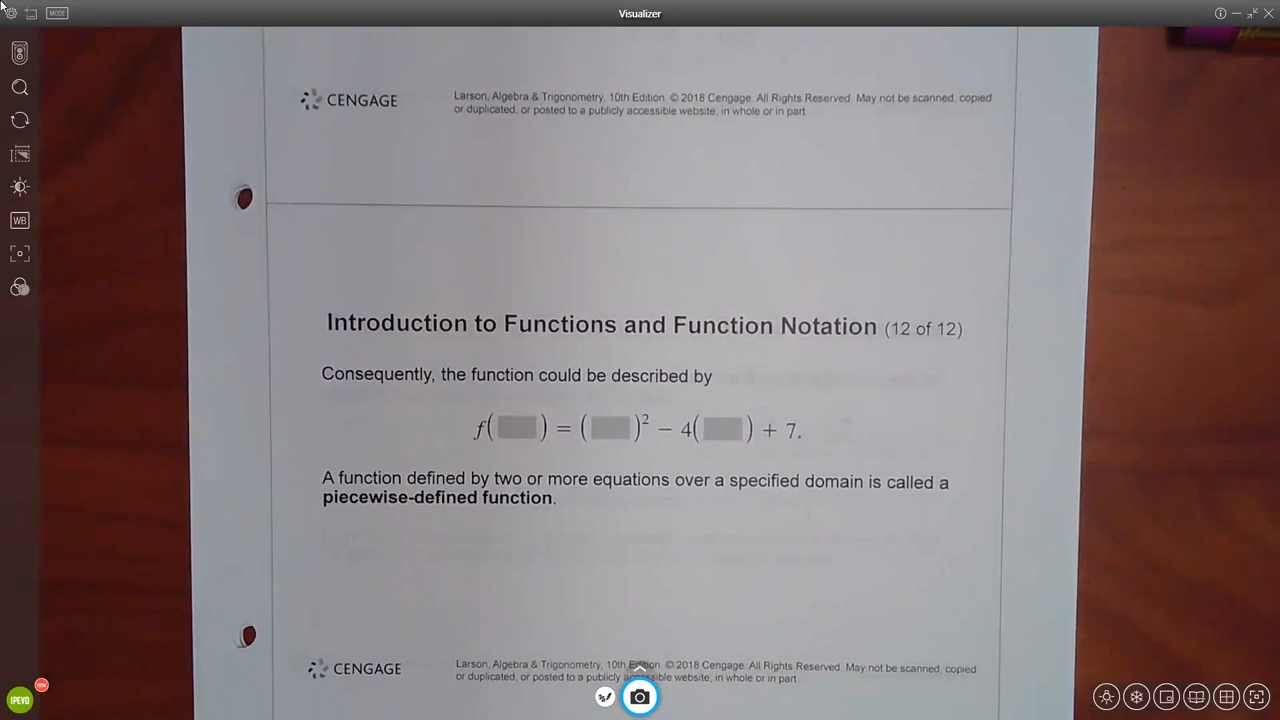 MODE
Visualizer
CENGAGE
Larson, Algebra & Trigonometry, 10th Edition. © 2018 Cengage. All Rights Reserved. May not be scanned, copied
or duplicated, or posted to a publicly accessible website, in whole or in part.
WB
Introduction to Functions and Function Notation (12 of 12)
Consequently, the function could be described by
f( ) = ( )² − 4( ) + 7.
A function defined by two or more equations over a specified domain is called a
piecewise-defined function.
CENGAGE
Larson, Algebra & Trigonometry, 10th Edition. © 2018 Cengage. All Rights Reserved. May not be scanned, copied
or duplicated, or posted to a publicly accessible website, in whole or in part.
IPEVO